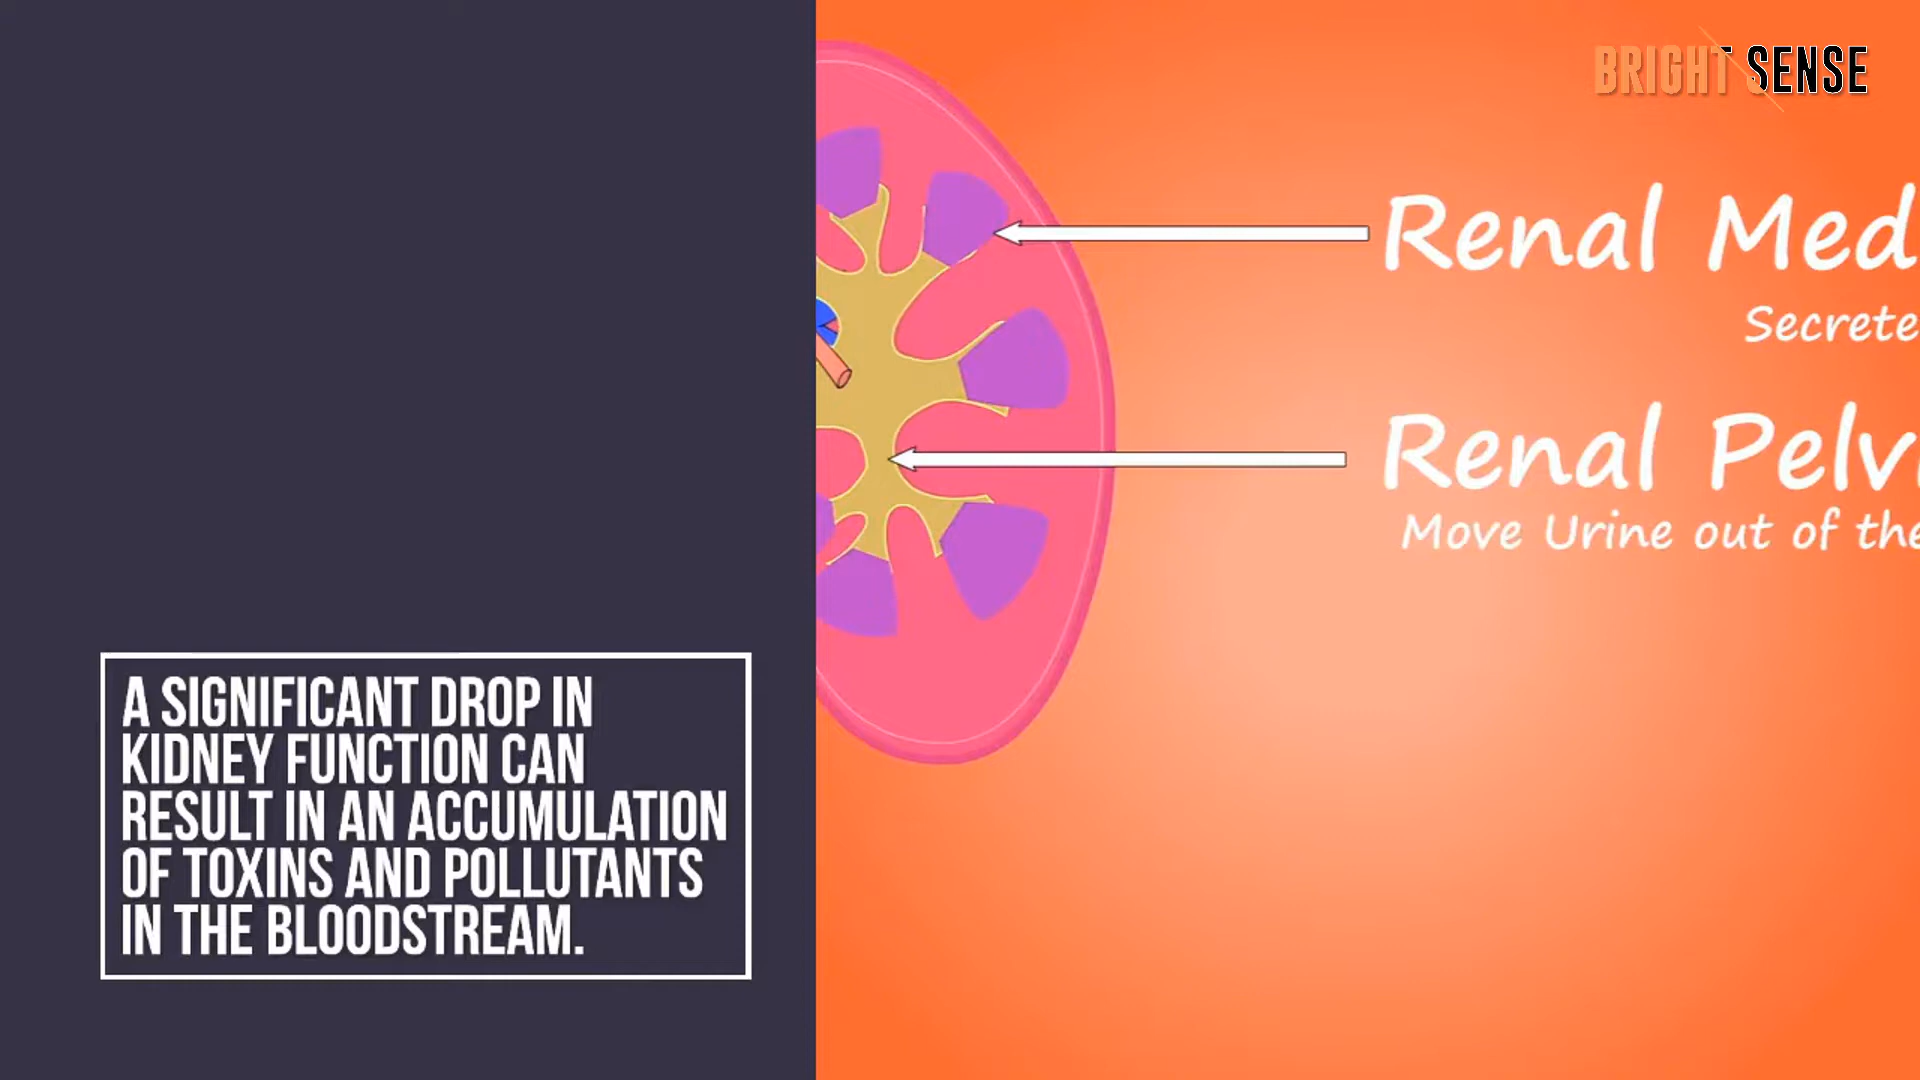 BRIGHT SENSE
Renal Med
Secrete
Renal Pelvi
Move Urine out of the
A SIGNIFICANT DROP IN
KIDNEY FUNCTION CAN
RESULT IN AN ACCUMULATION
OF TOXINS AND POLLUTANTS
IN THE BLOODSTREAM.